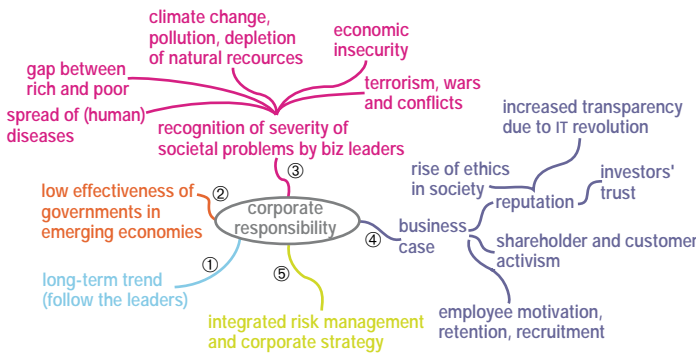 climate change,
pollution, depletion
of natural recources
economic
insecurity
gap between
rich and poor
terrorism, wars
and conflicts
spread of (human)
diseases
recognition of severity of
societal problems by biz leaders
③
increased transparency
due to IT revolution
rise of ethics
in society
investors'
trust
reputation
low effectiveness of
governments in
emerging economies
②
corporate
responsibility
④
business
case
shareholder and customer
activism
①
long-term trend
(follow the leaders)
⑤
integrated risk management
and corporate strategy
employee motivation,
retention, recruitment